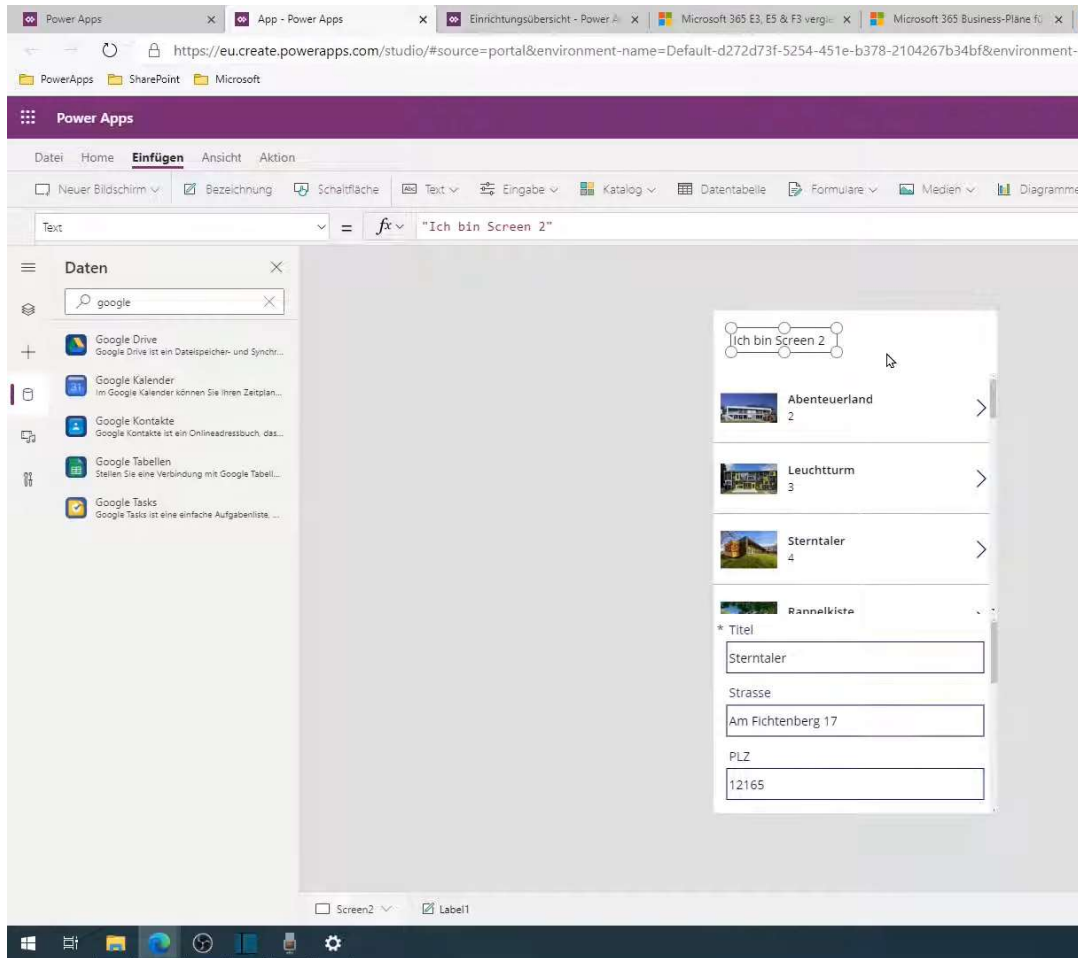 Power Apps
App - Power Apps
Einrichtungsübersicht - Power A
Microsoft 365 E3, E5 & F3 vergle
Microsoft 365 Business-Pläne fü
https://eu.create.powerapps.com/studio/#source=portal&environment-name=Default-d272d73f-5254-451e-b378-2104267b34bf&environment-
PowerApps SharePoint Microsoft
Power Apps
Datei Home Einfügen Ansicht Aktion
Neuer Bildschirm Bezeichnung Schaltfläche Abc Text Eingabe Katalog Datentabelle Formulare Medien Diagramme
Text = fx "Ich bin Screen 2"
Daten
google
Google Drive
Google Drive ist ein Dateispeicher- und Synchr...
Google Kalender
Im Google Kalender können Sie Ihren Zeitplan...
Google Kontakte
Google Kontakte ist ein Onlineadressbuch, das...
Google Tabellen
Stellen Sie eine Verbindung mit Google Tabell...
Google Tasks
Google Tasks ist eine einfache Aufgabenliste, ...
Ich bin Screen 2
Abenteuerland
2
Leuchtturm
3
Sterntaler
4
Rappelkiste
* Titel
Sterntaler
Strasse
Am Fichtenberg 17
PLZ
12165
Screen2 Label1